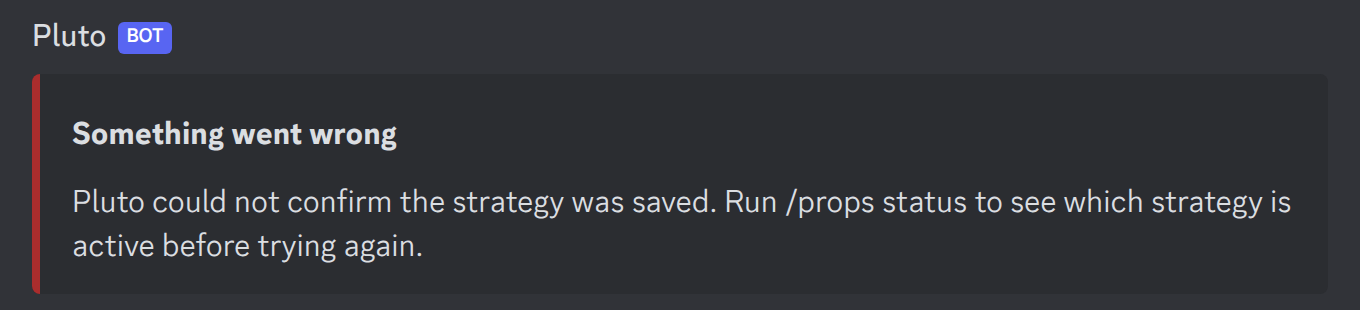 Pluto BOT
Something went wrong
Pluto could not confirm the strategy was saved. Run /props status to see which strategy is
active before trying again.